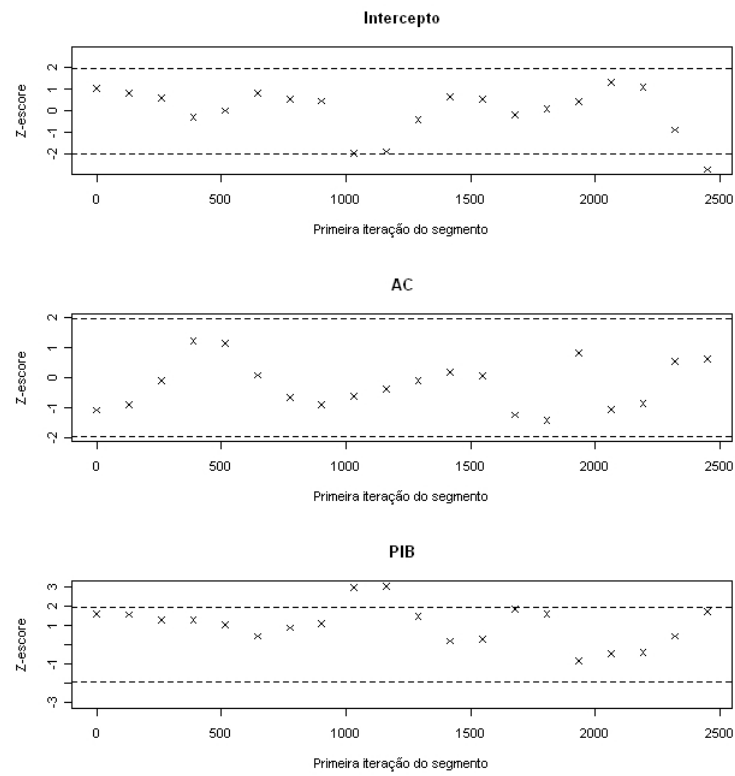 Intercepto
Z-escore
2
1
0
-1
-2
0 500 1000 1500 2000 2500
Primeira iteração do segmento
AC
Z-escore
2
1
0
-1
-2
0 500 1000 1500 2000 2500
Primeira iteração do segmento
PIB
Z-escore
3
2
1
-1
-3
0 500 1000 1500 2000 2500
Primeira iteração do segmento